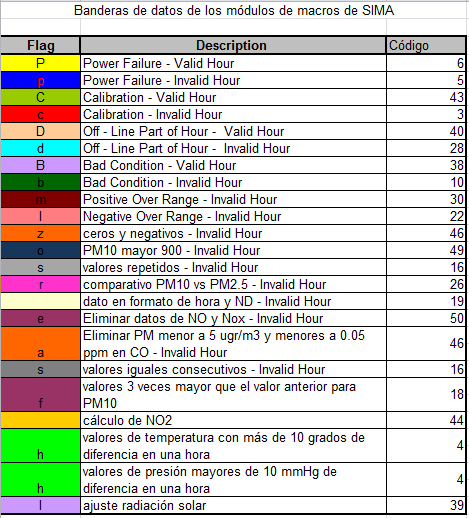 Banderas de datos de los módulos de macros de SIMA
Flag Description Código
P Power Failure - Valid Hour 6
p Power Failure - Invalid Hour 5
C Calibration - Valid Hour 43
c Calibration - Invalid Hour 3
D Off - Line Part of Hour - Valid Hour 40
d Off - Line Part of Hour - Invalid Hour 28
B Bad Condition - Valid Hour 38
b Bad Condition - Invalid Hour 10
m Positive Over Range - Invalid Hour 30
l Negative Over Range - Invalid Hour 22
z ceros y negativos - Invalid Hour 46
o PM10 mayor 900 - Invalid Hour 49
s valores repetidos - Invalid Hour 16
r comparativo PM10 vs PM2.5 - Invalid Hour 26
dato en formato de hora y ND - Invalid Hour 19
e Eliminar datos de NO y Nox - Invalid Hour 50
Eliminar PM menor a 5 ugr/m3 y menores a 0.05
a ppm en CO - Invalid Hour 46
s valores iguales consecutivos - Invalid Hour 16
valores 3 veces mayor que el valor anterior para
f PM10 18
cálculo de NO2 44
valores de temperatura con más de 10 grados de
h diferencia en una hora 4
valores de presión mayores de 10 mmHg de
h diferencia en una hora 4
l ajuste radiación solar 39